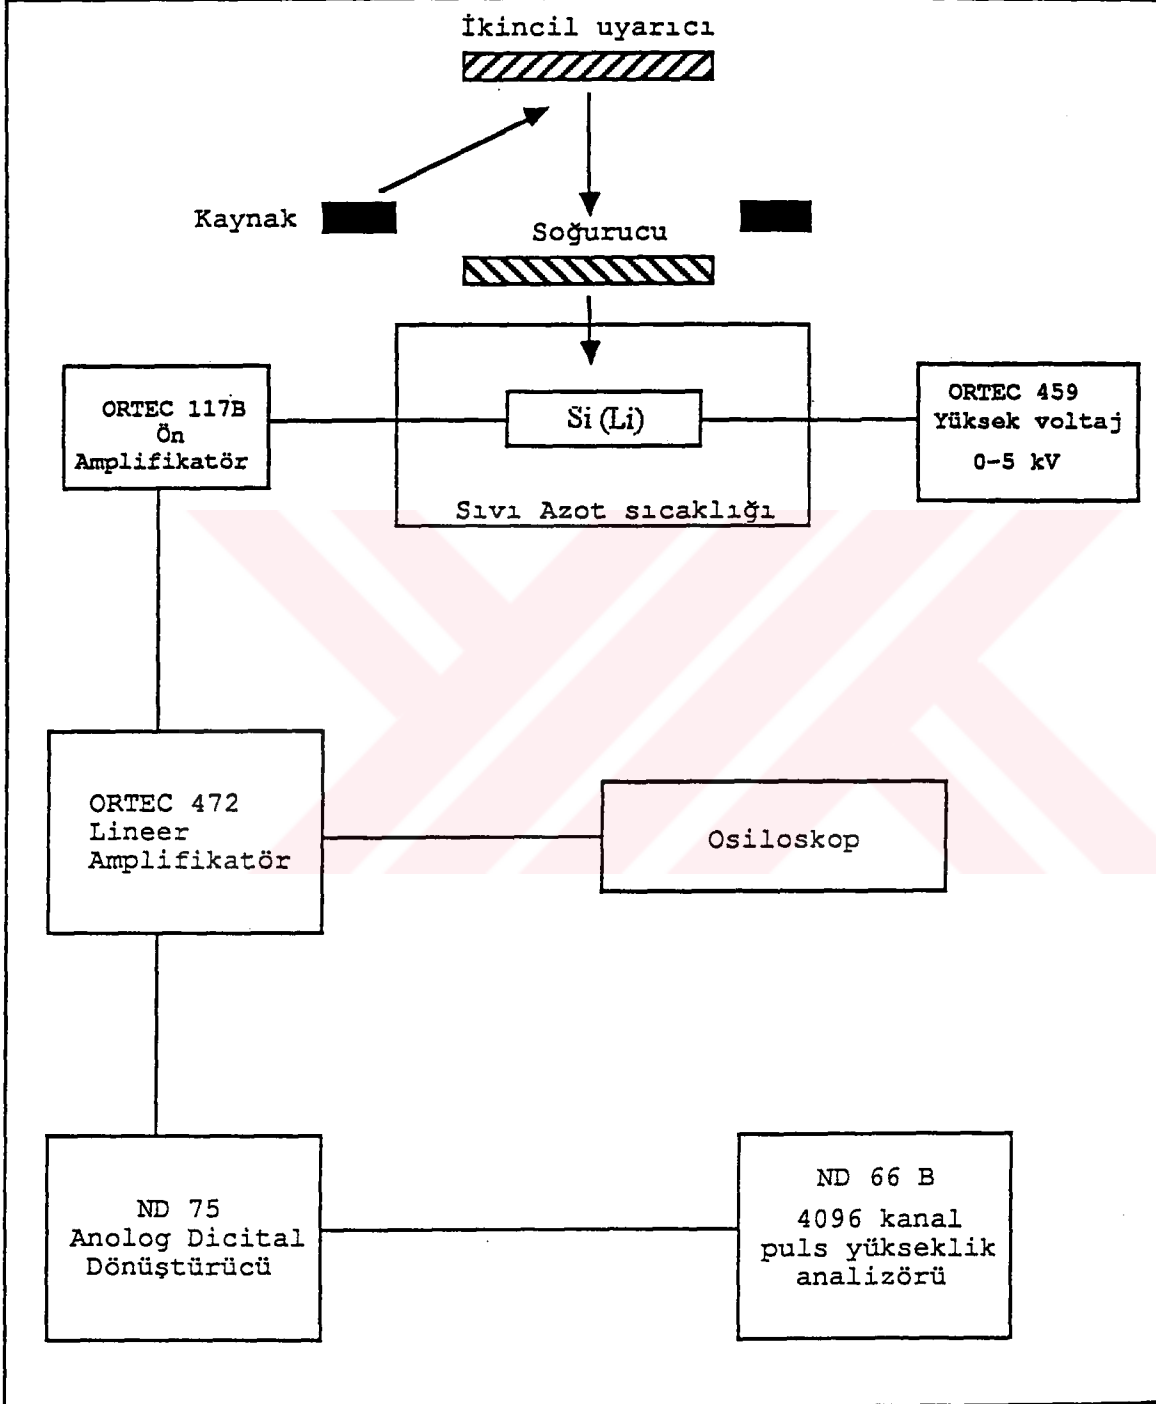 İkincil uyarıcı
Kaynak
Soğurucu
ORTEC 117B
Ön
Amplifikatör
Si (Li)
Sıvı Azot sıcaklığı
ORTEC 459
Yüksek voltaj
0-5 kV
ORTEC 472
Lineer
Amplifikatör
Osiloskop
ND 75
Anolog Dicital
Dönüştürücü
ND 66 B
4096 kanal
puls yükseklik
analizörü